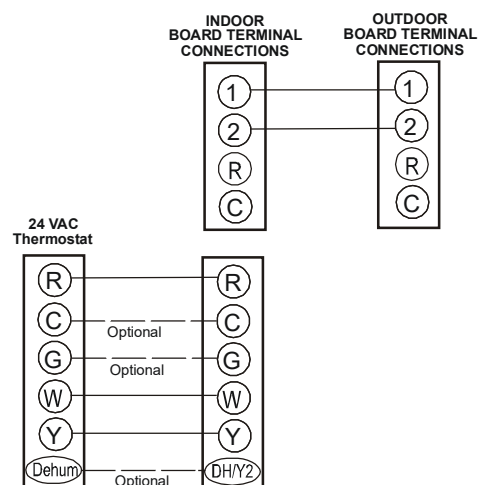 INDOOR
BOARD TERMINAL
CONNECTIONS
OUTDOOR
BOARD TERMINAL
CONNECTIONS
1 1
2 2
R R
C C
24 VAC
Thermostat
R R
C Optional C
G Optional G
W W
Y Y
Dehum Optional DH/Y2